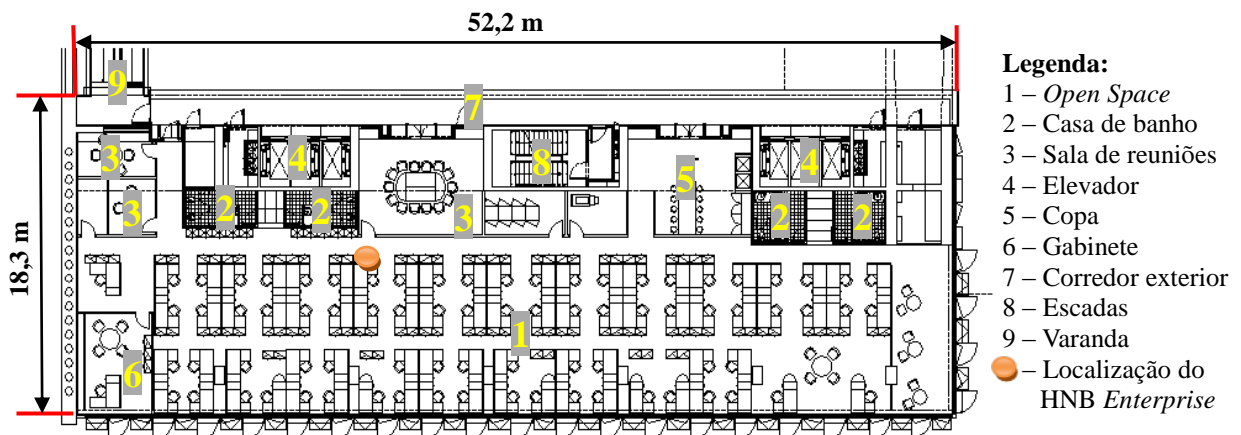 52,2 m
18,3 m
9
7
3
4
8
5
4
3
2
2
3
2
2
1
6
Legenda:
1 – Open Space
2 – Casa de banho
3 – Sala de reuniões
4 – Elevador
5 – Copa
6 – Gabinete
7 – Corredor exterior
8 – Escadas
9 – Varanda
– Localização do
HNB Enterprise